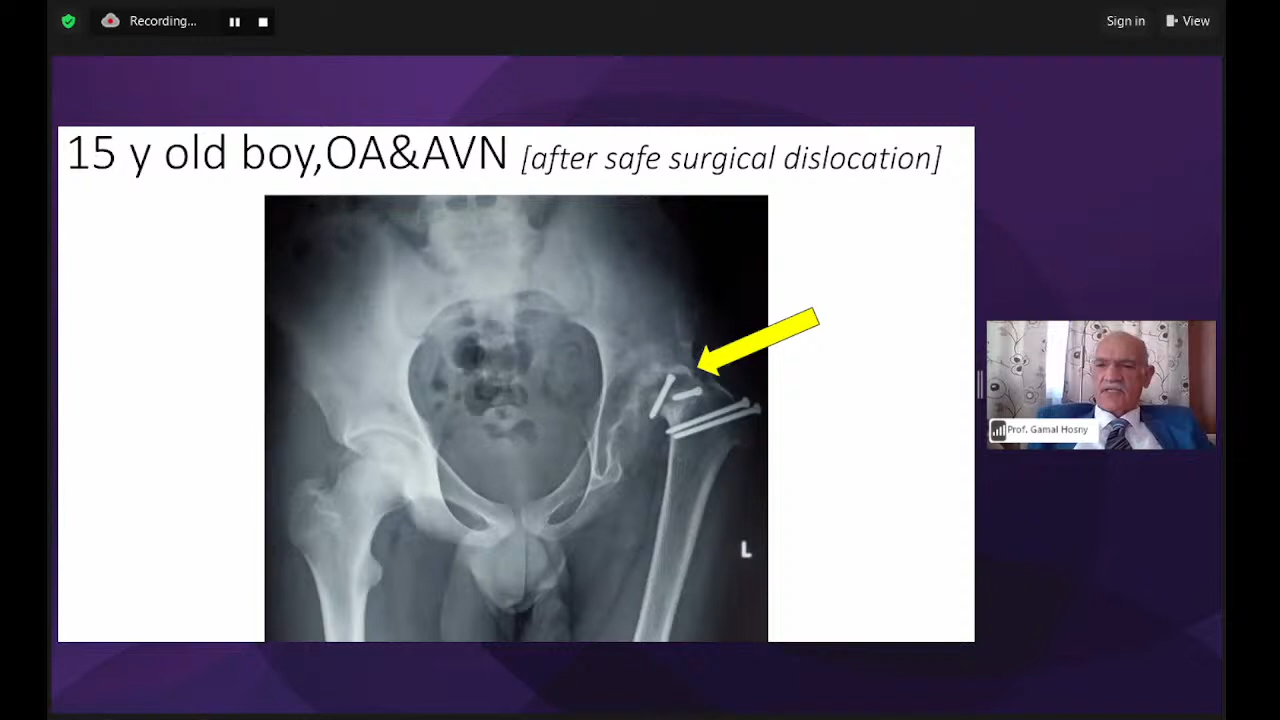 Recording...
Sign in
View
15 y old boy,OA&AVN [after safe surgical dislocation]
L
Prof. Gamal Hosny